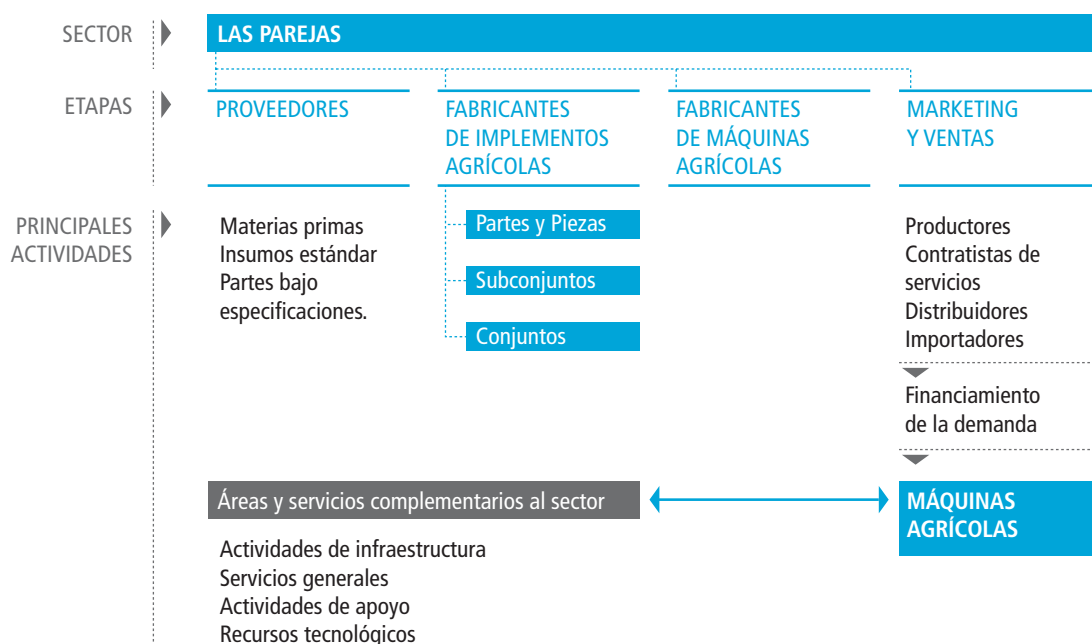 SECTOR
LAS PAREJAS
ETAPAS
PROVEEDORES
FABRICANTES
DE IMPLEMENTOS
AGRÍCOLAS
FABRICANTES
DE MÁQUINAS
AGRÍCOLAS
MARKETING
Y VENTAS
PRINCIPALES
ACTIVIDADES
Materias primas
Insumos estándar
Partes bajo
especificaciones.
Partes y Piezas
Subconjuntos
Conjuntos
Productores
Contratistas de
servicios
Distribuidores
Importadores
Financiamiento
de la demanda
Áreas y servicios complementarios al sector
MÁQUINAS
AGRÍCOLAS
Actividades de infraestructura
Servicios generales
Actividades de apoyo
Recursos tecnológicos